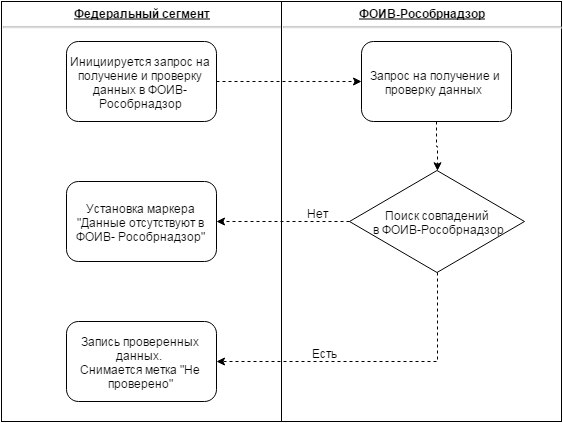 Федеральный сегмент
ФОИВ-Рособрнадзор
Инициируется запрос на
получение и проверку
данных в ФОИВ-
Рособрнадзор
Запрос на получение и
проверку данных
Установка маркера
"Данные отсутствуют в
ФОИВ- Рособрнадзор"
Нет
Поиск совпадений
в ФОИВ-Рособрнадзор
Запись проверенных
данных.
Снимается метка "Не
проверено"
Есть